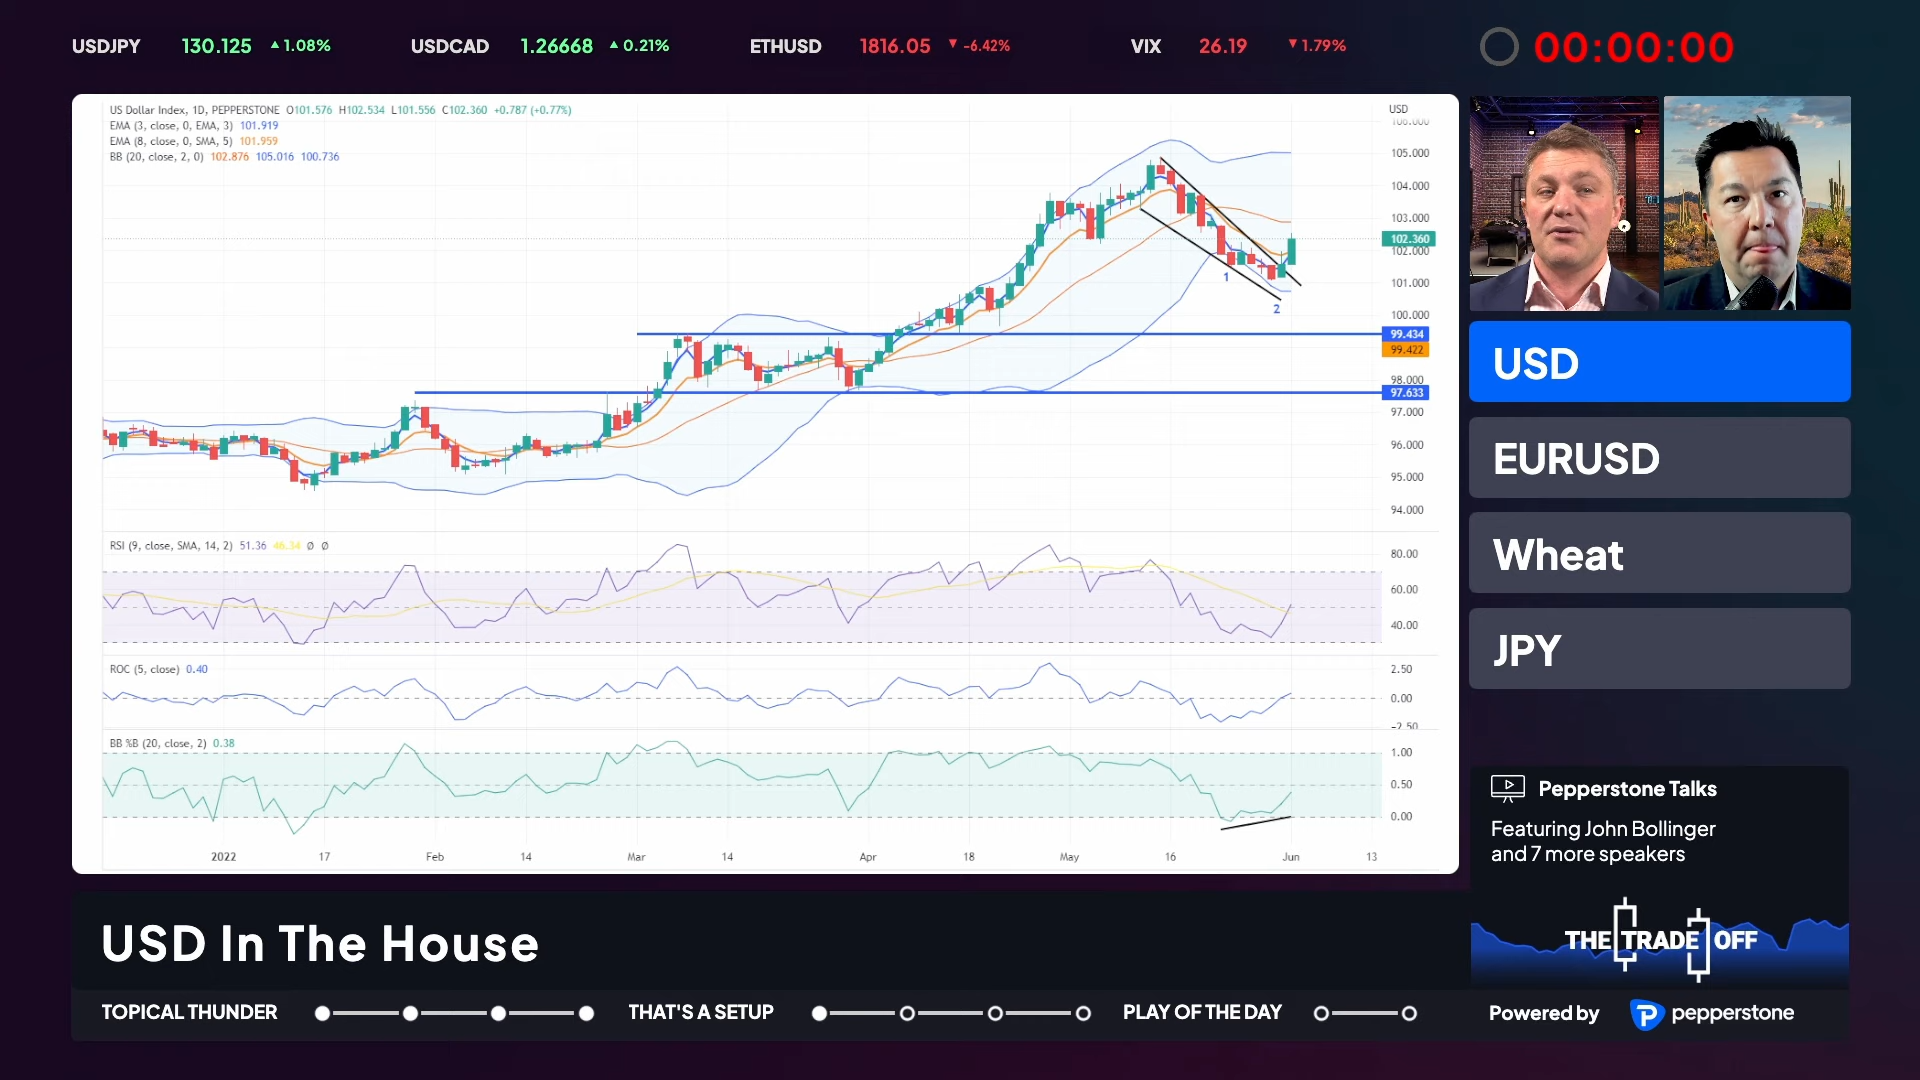 USDJPY 130.125 ▲ 1.08% USDCAD 1.26668 ▲ 0.21% ETHUSD 1816.05 ▼ -6.42% VIX 26.19 ▼ 1.79% 00:00:00
US Dollar Index, 1D, PEPPERSTONE O101.576 H102.534 L101.556 C102.360 +0.787 (+0.77%)
EMA (3, close, 0, EMA, 3) 101.919
EMA (8, close, 0, SMA, 5) 101.959
BB (20, close, 2, 0) 102.876 105.016 100.736
USD
106.000
105.000
104.000
103.000
102.360
102.000
101.000
100.000
99.434
99.422
98.000
97.633
97.000
96.000
95.000
94.000
1
2
RSI (9, close, SMA, 14, 2) 51.36 46.34 Ø Ø
80.00
60.00
40.00
ROC (5, close) 0.40
2.50
0.00
-2.50
BB %B (20, close, 2) 0.38
1.00
0.50
0.00
2022 17 Feb 14 Mar 14 Apr 18 May 16 Jun 13
USD
EURUSD
Wheat
JPY
Pepperstone Talks
Featuring John Bollinger
and 7 more speakers
THE TRADE OFF
USD In The House
TOPICAL THUNDER THAT'S A SETUP PLAY OF THE DAY
Powered by pepperstone